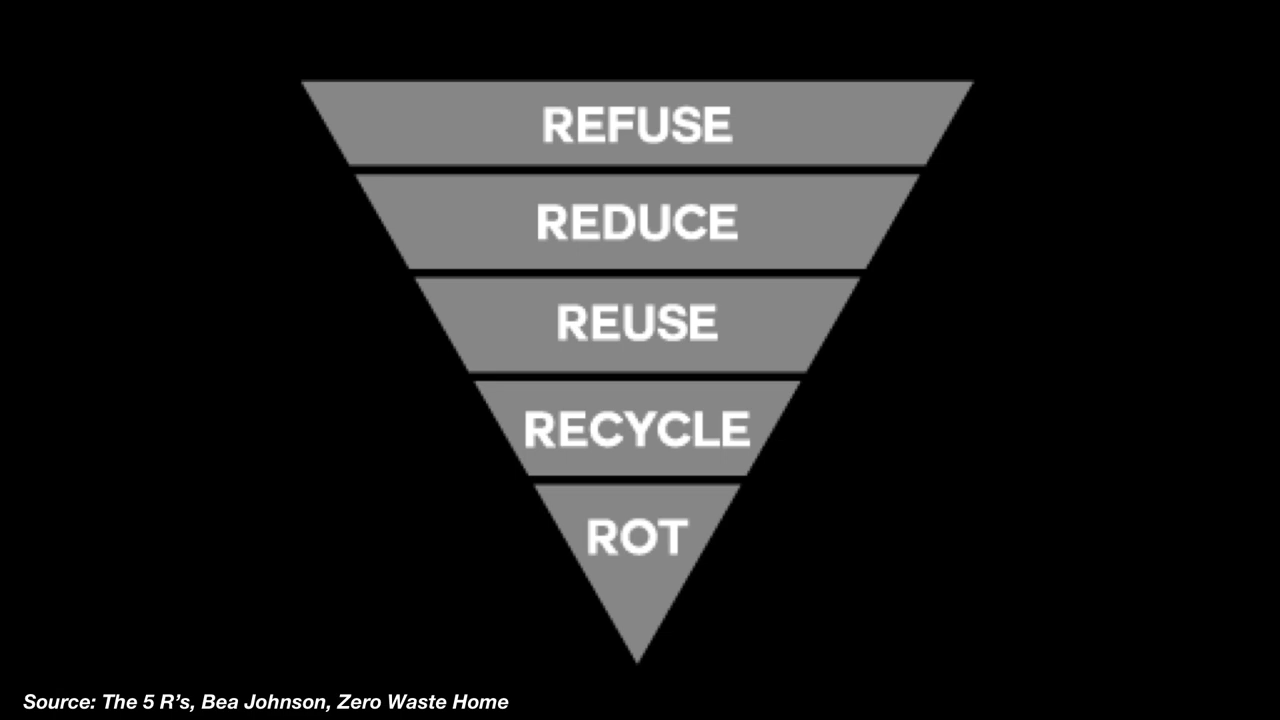 REFUSE
REDUCE
REUSE
RECYCLE
ROT
Source: The 5 R’s, Bea Johnson, Zero Waste Home